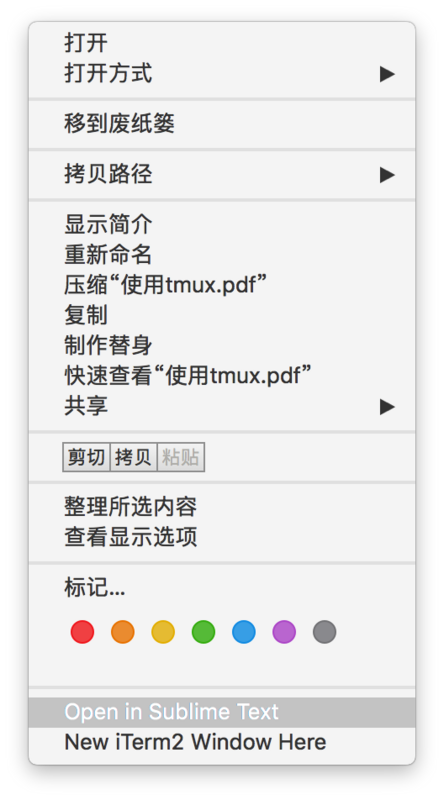 打开
打开方式
移到废纸篓
拷贝路径
显示简介
重新命名
压缩“使用tmux.pdf”
复制
制作替身
快速查看“使用tmux.pdf”
共享
剪切 拷贝 粘贴
整理所选内容
查看显示选项
标记...
Open in Sublime Text
New iTerm2 Window Here